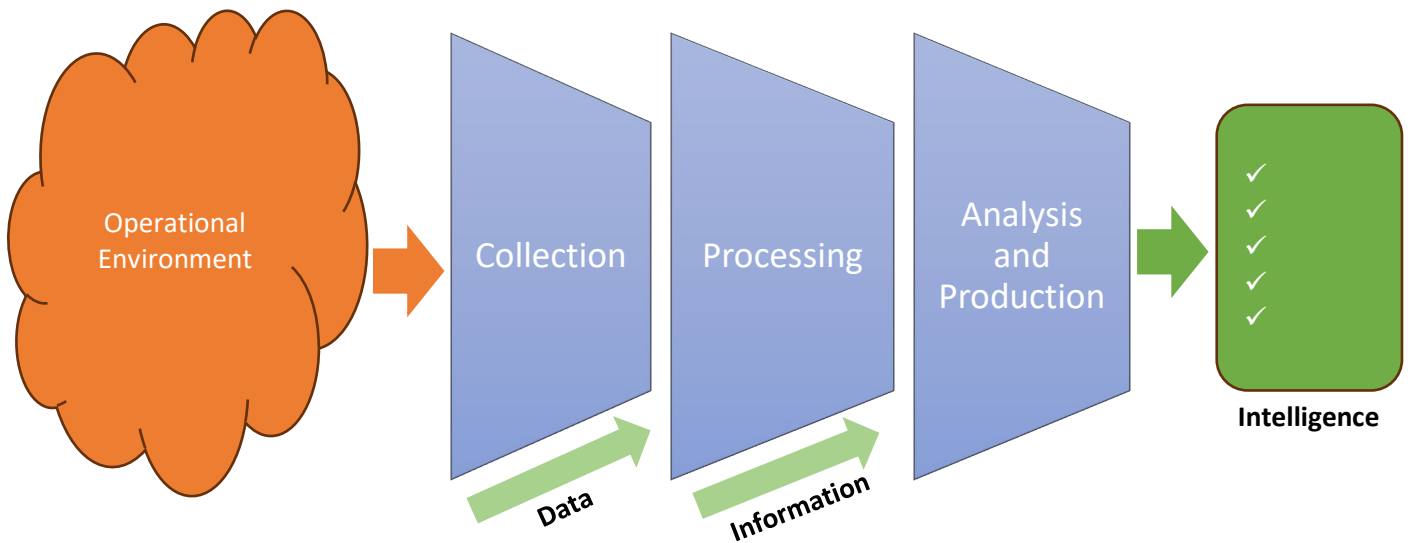 Operational
Environment
Collection
Processing
Analysis
and
Production
Data
Information
Intelligence